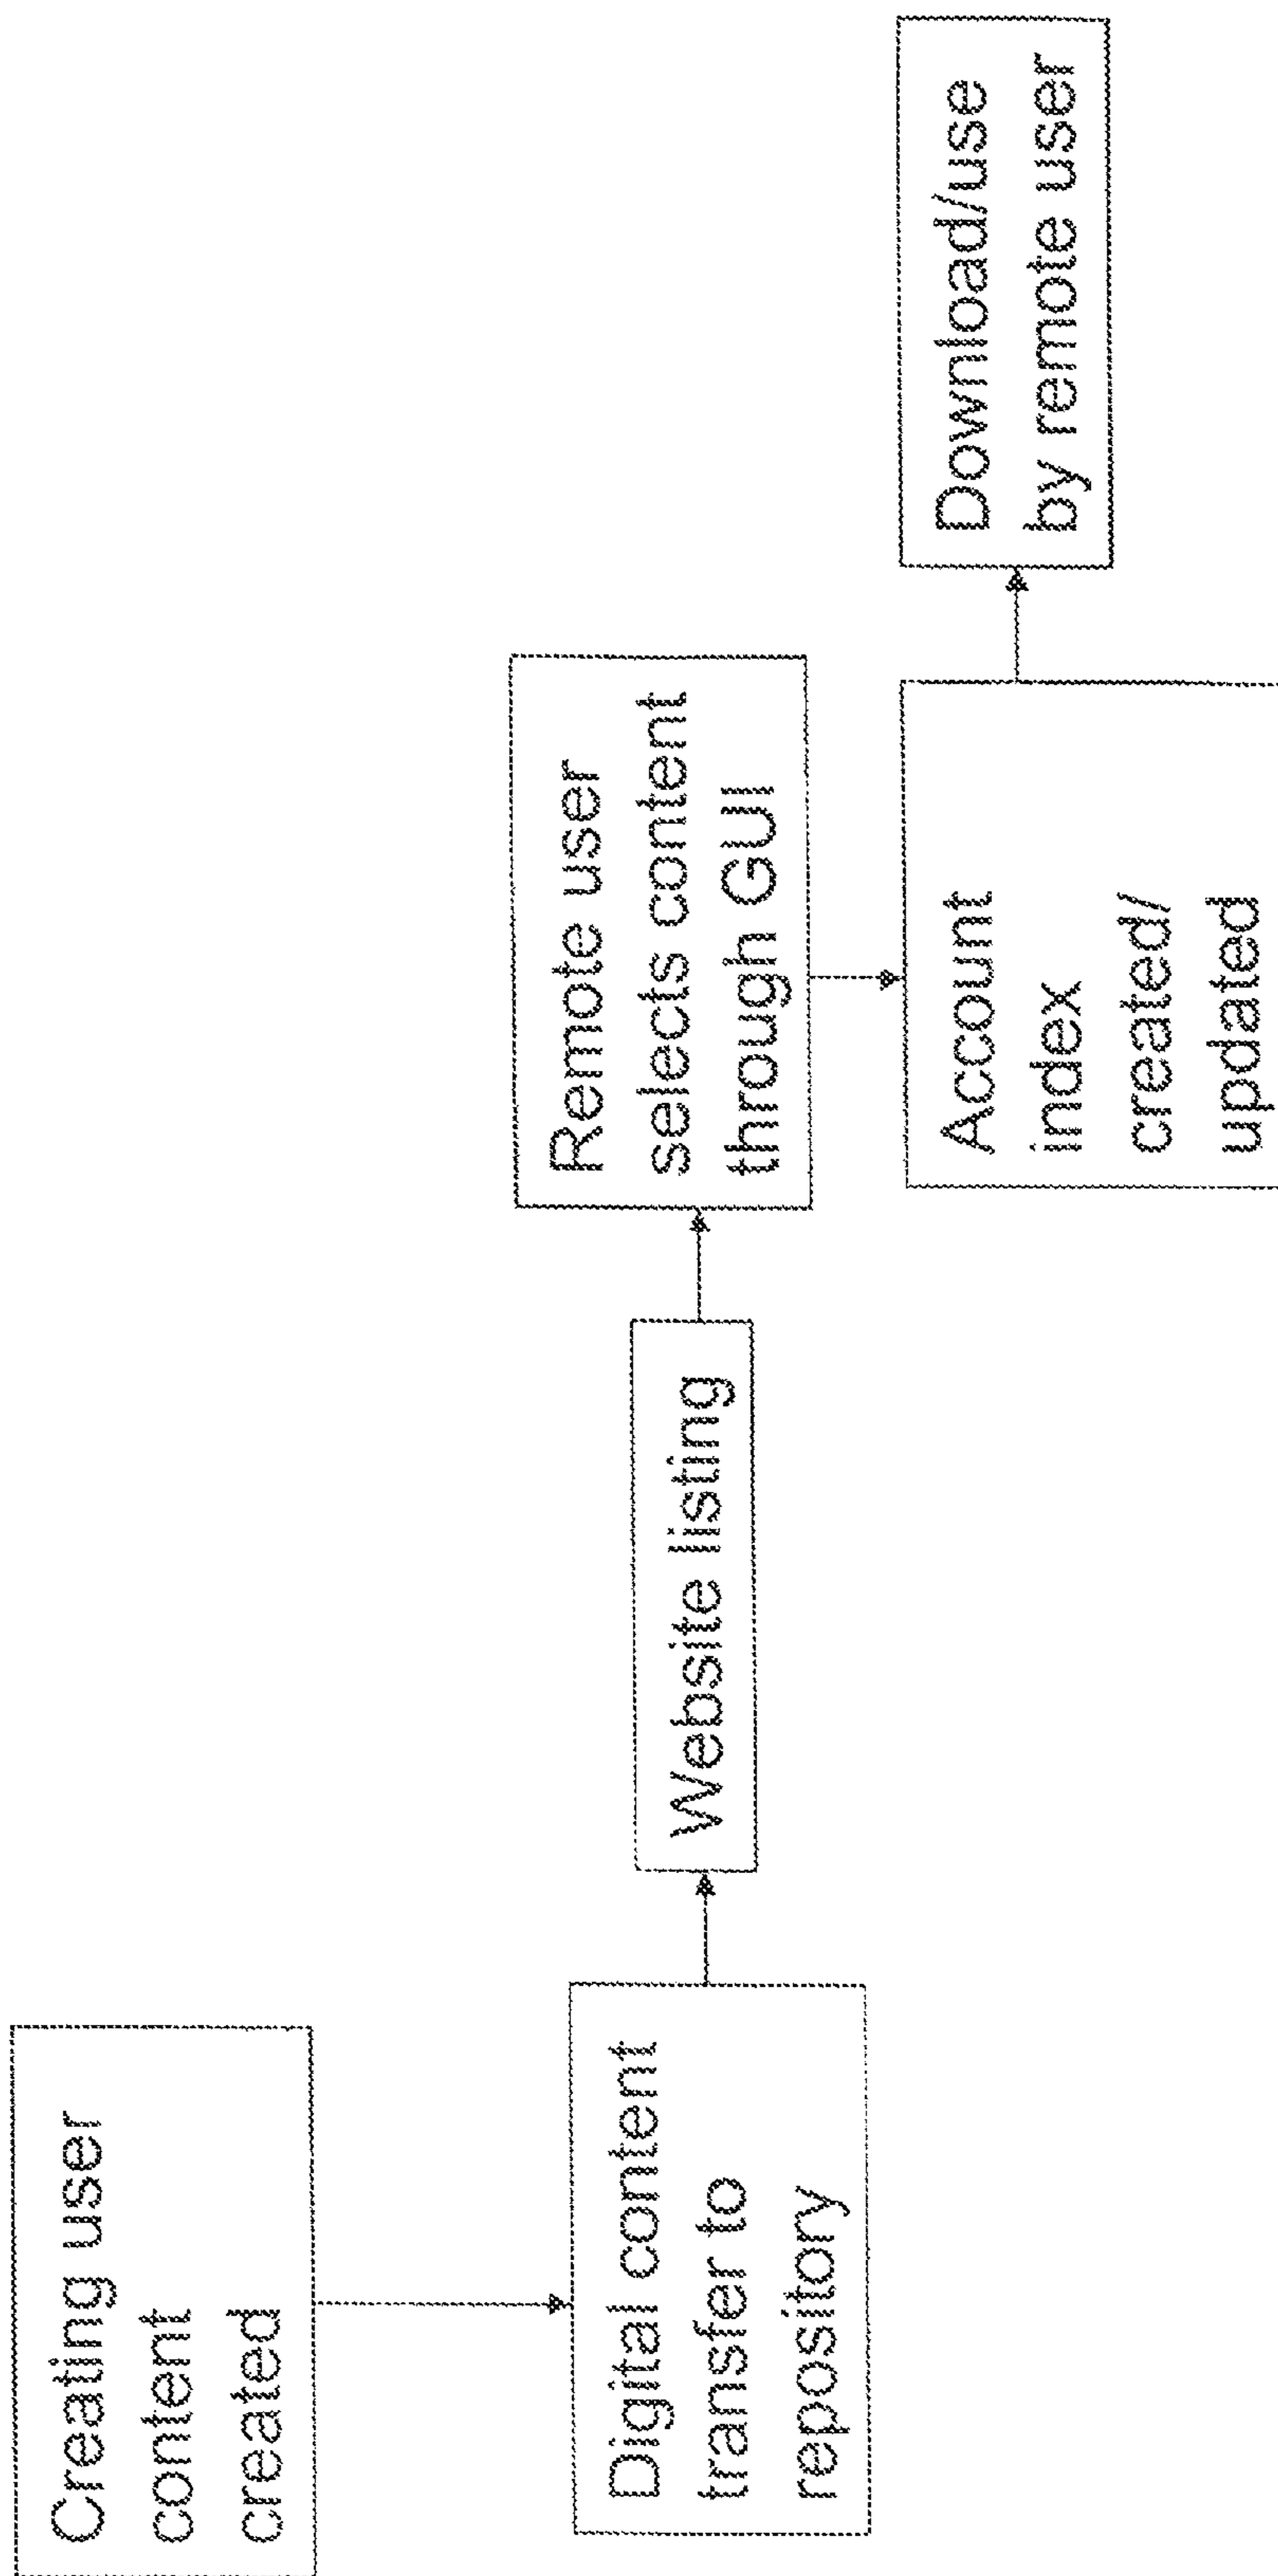 Creating user
content
created
Digital content
transfer to
repository
Website listing
Remote user
selects content
through GUI
Account
index
created/
updated
Download/use
by remote user